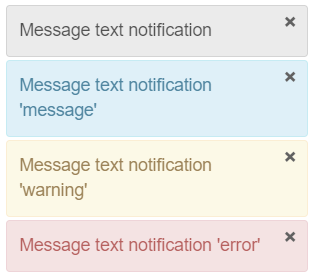 Message text notification
Message text notification
'message'
Message text notification
'warning'
Message text notification 'error'